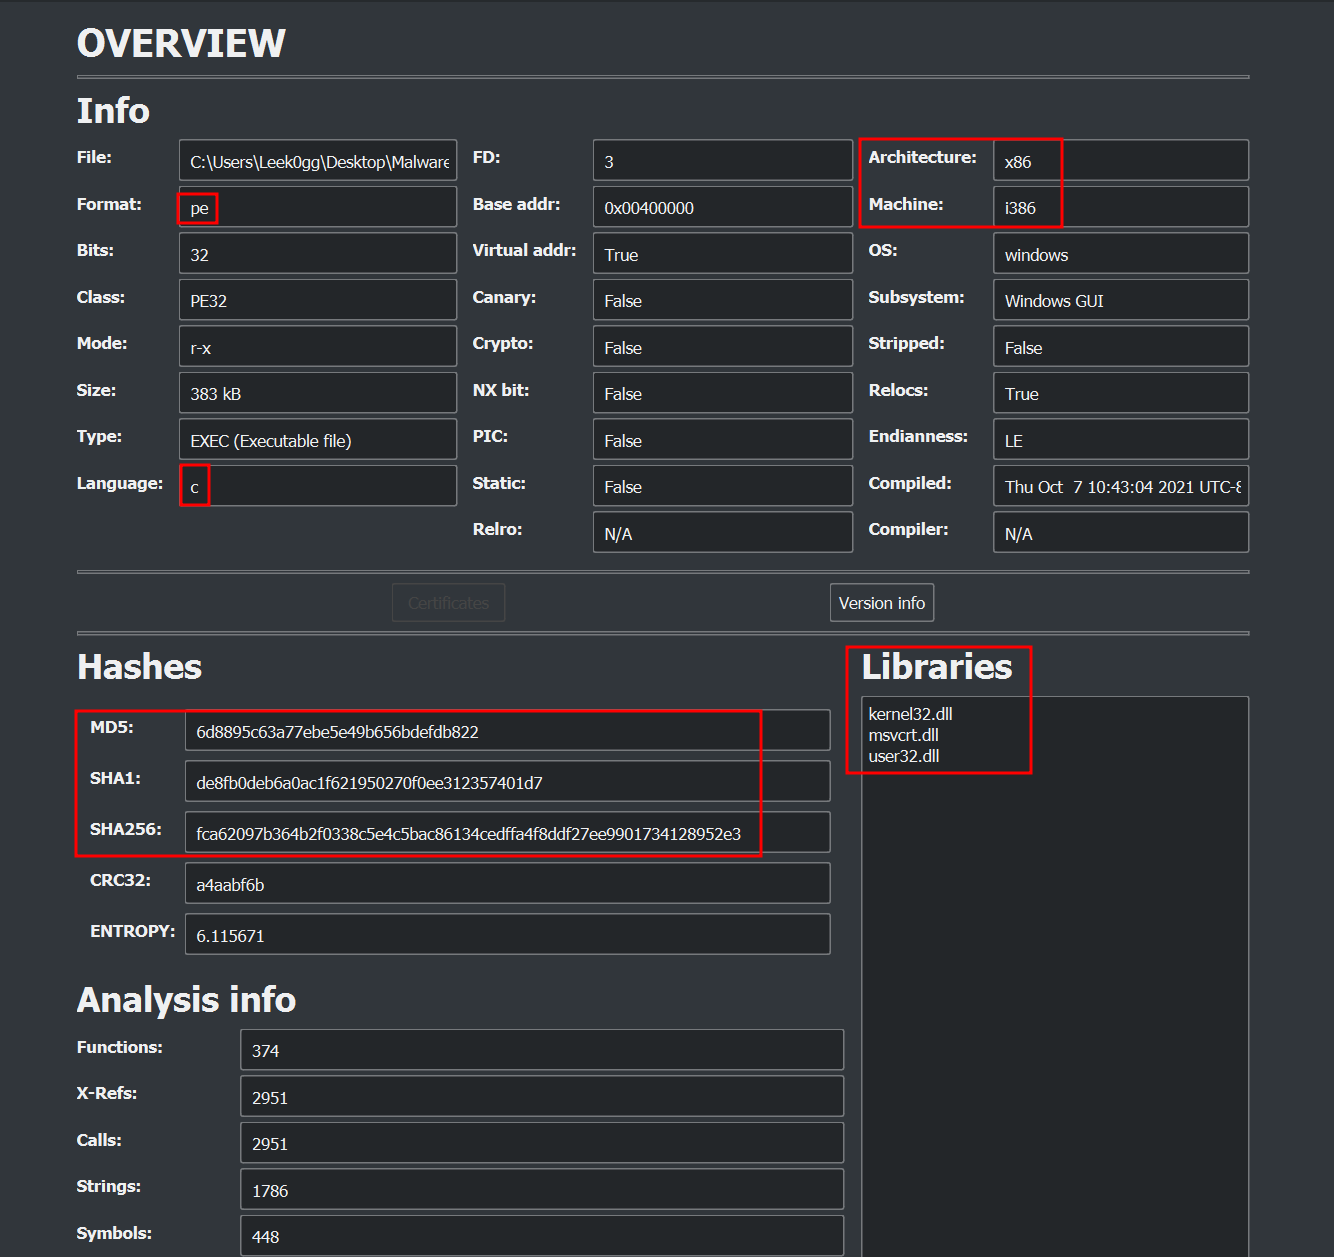 OVERVIEW
Info
File: C:\Users\Leek0gg\Desktop\Malware FD: 3 Architecture: x86
Format: pe Base addr: 0x00400000 Machine: i386
Bits: 32 Virtual addr: True OS: windows
Class: PE32 Canary: False Subsystem: Windows GUI
Mode: r-x Crypto: False Stripped: False
Size: 383 kB NX bit: False Relocs: True
Type: EXEC (Executable file) PIC: False Endianness: LE
Language: c Static: False Compiled: Thu Oct 7 10:43:04 2021 UTC-8
Relro: N/A Compiler: N/A
Certificates Version info
Hashes
MD5: 6d8895c63a77ebe5e49b656bdefdb822
SHA1: de8fb0deb6a0ac1f621950270f0ee312357401d7
SHA256: fca62097b364b2f0338c5e4c5bac86134cedffa4f8ddf27ee9901734128952e3
CRC32: a4aabf6b
ENTROPY: 6.115671
Libraries
kernel32.dll
msvcrt.dll
user32.dll
Analysis info
Functions: 374
X-Refs: 2951
Calls: 2951
Strings: 1786
Symbols: 448